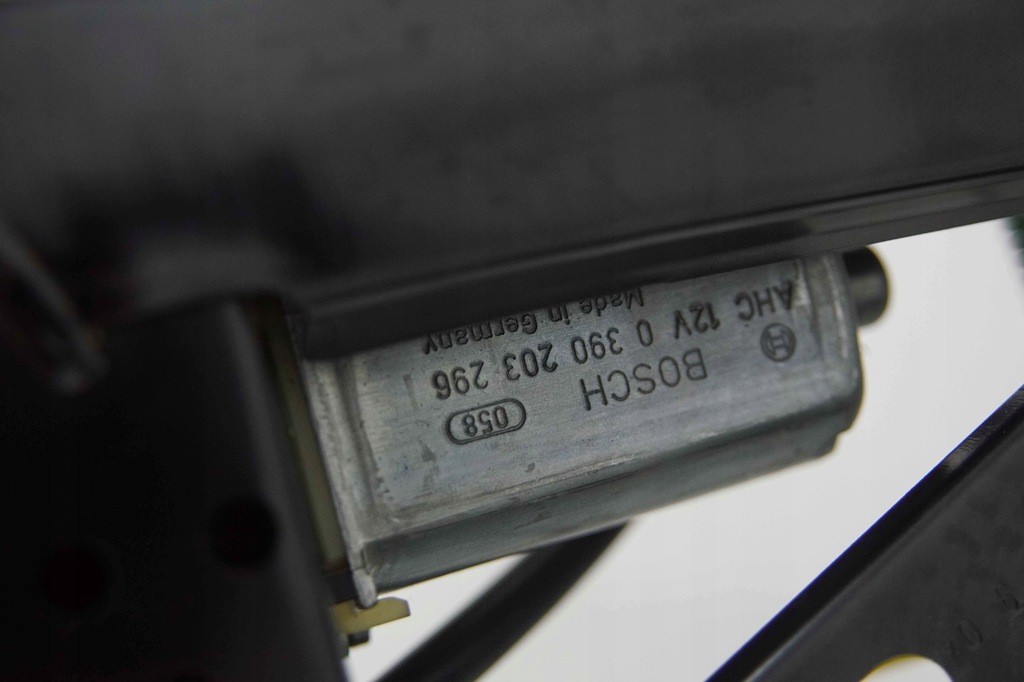 BOSCH
058
AHC 12V 0 390 203 296
Made in Germany